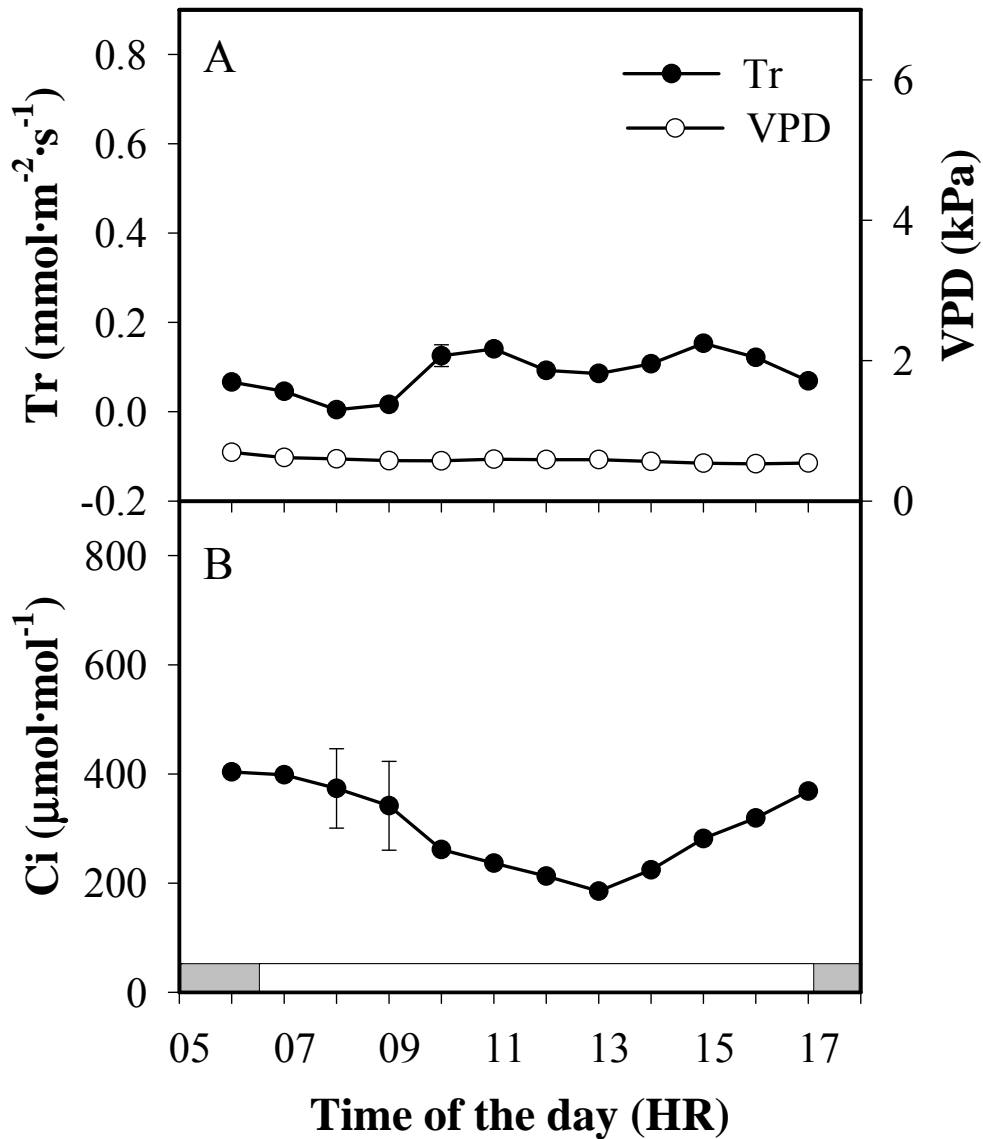 A
Tr
VPD
0.8
0.6
0.4
0.2
0.0
-0.2
Tr (mmol·m⁻²·s⁻¹)
6
4
2
0
VPD (kPa)
B
800
600
400
200
0
Ci (μmol·mol⁻¹)
05 07 09 11 13 15 17
Time of the day (HR)